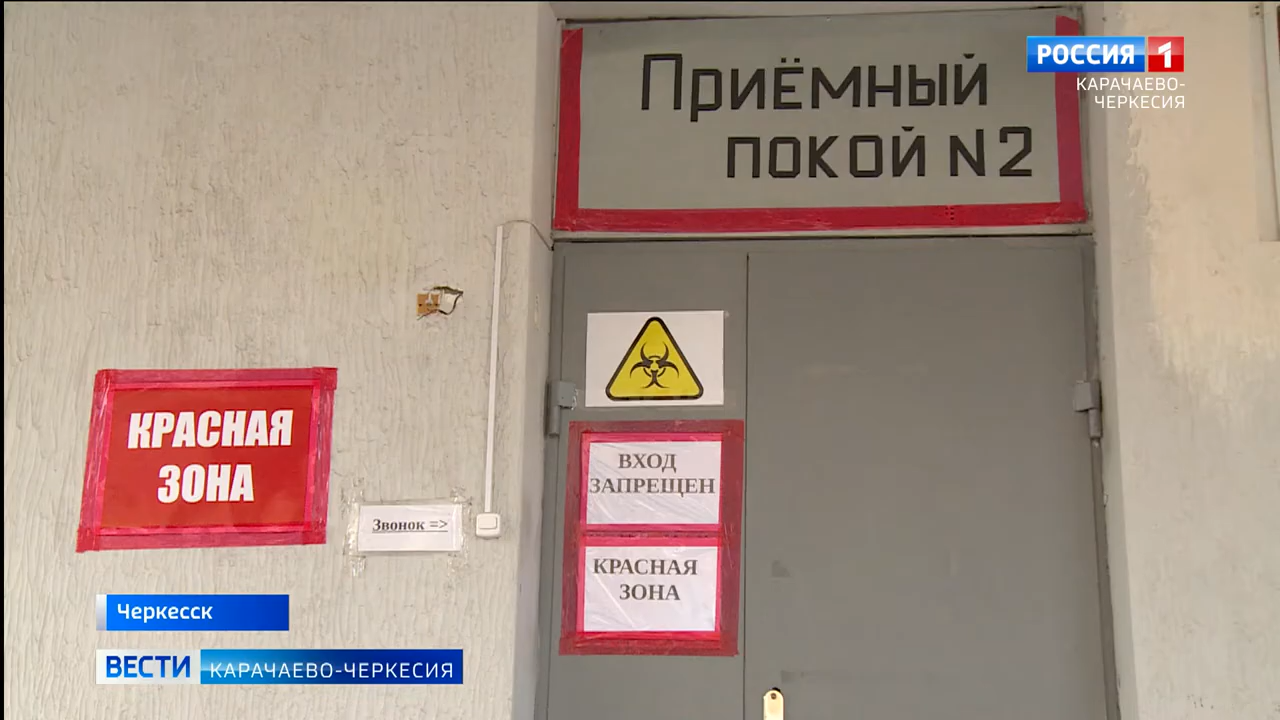 Приёмный
покой N2
РОССИЯ 1
КАРАЧАЕВО-
ЧЕРКЕСИЯ
КРАСНАЯ
ЗОНА
Звонок =>
ВХОД
ЗАПРЕЩЕН
КРАСНАЯ
ЗОНА
Черкесск
ВЕСТИ КАРАЧАЕВО-ЧЕРКЕСИЯ